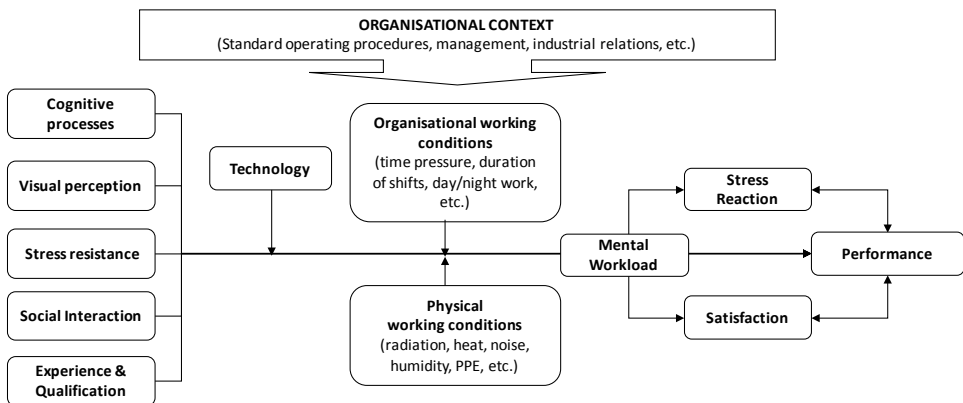 ORGANISATIONAL CONTEXT
(Standard operating procedures, management, industrial relations, etc.)
Cognitive
processes
Visual perception
Stress resistance
Social Interaction
Experience &
Qualification
Technology
Organisational working
conditions
(time pressure, duration
of shifts, day/night work,
etc.)
Physical
working conditions
(radiation, heat, noise,
humidity, PPE, etc.)
Mental
Workload
Stress
Reaction
Satisfaction
Performance